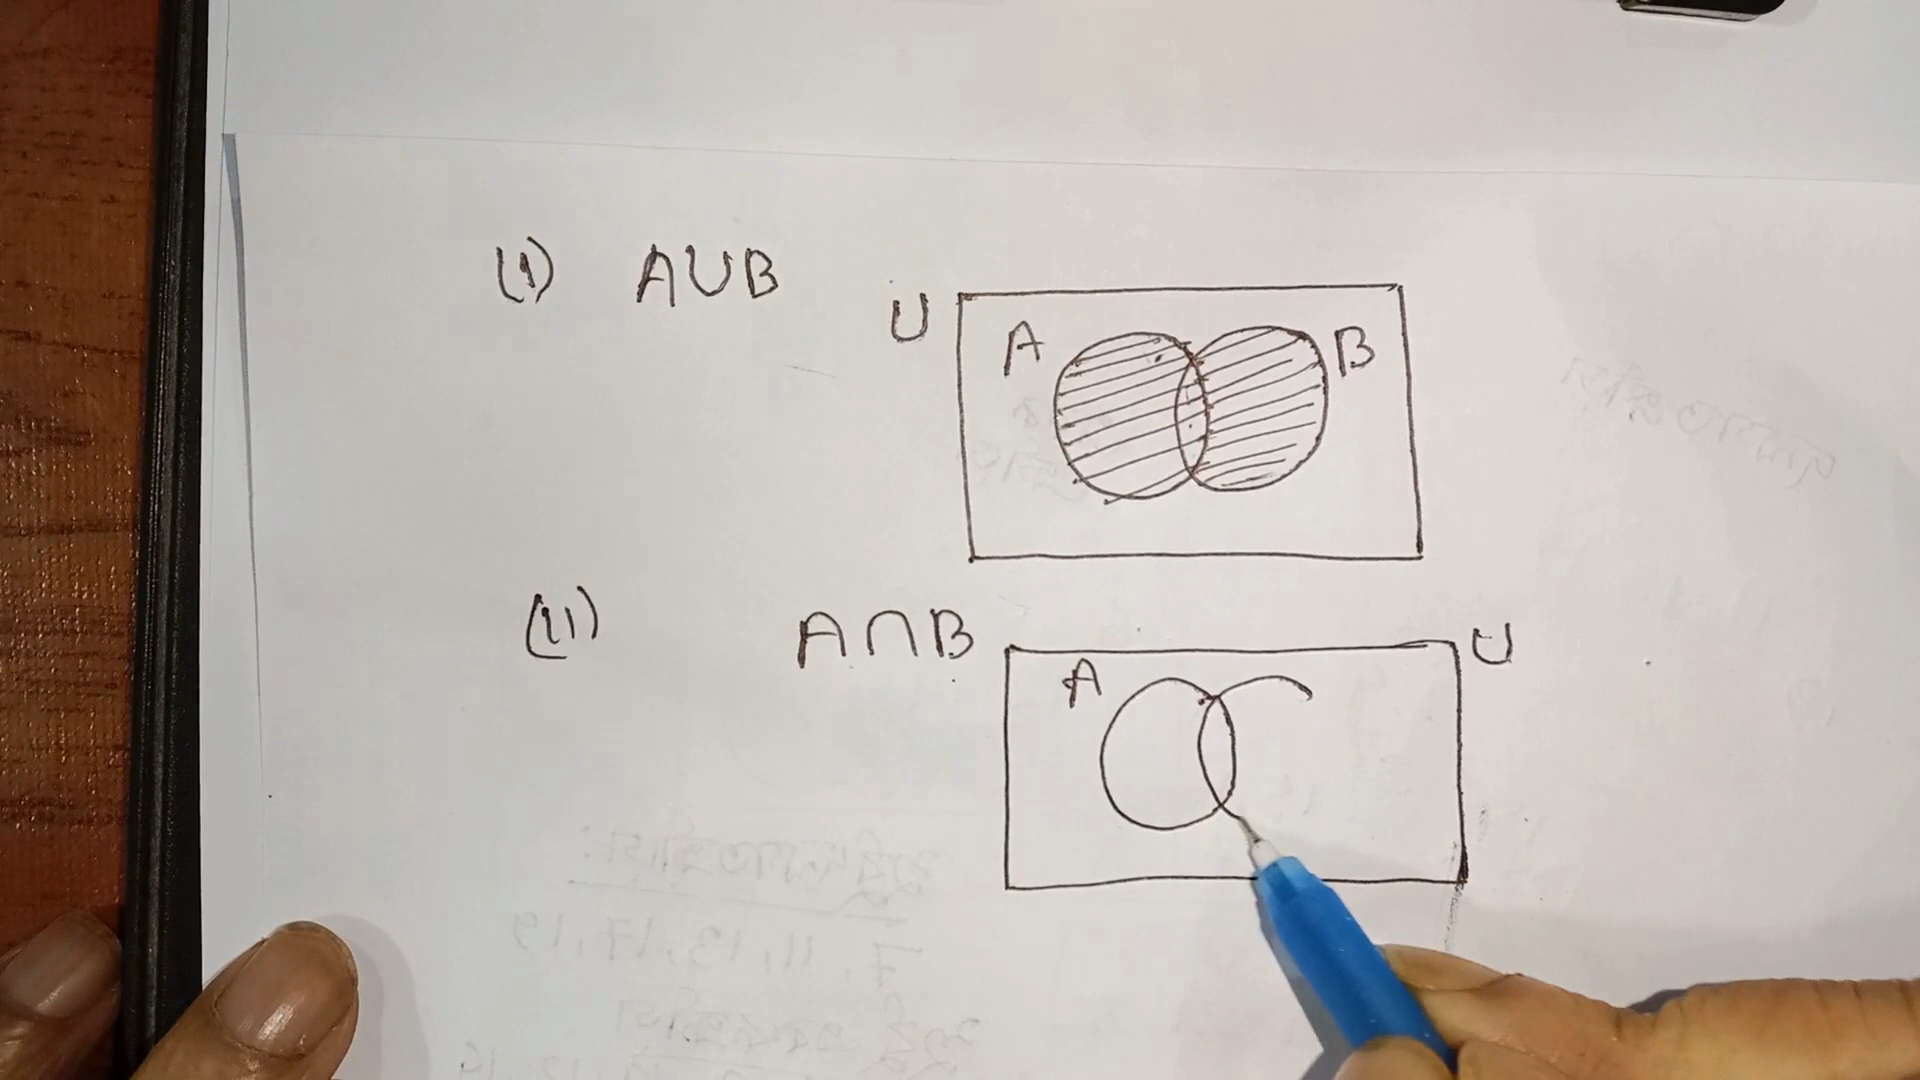 (i) A∪B
U
A B
(ii) A∩B U
A